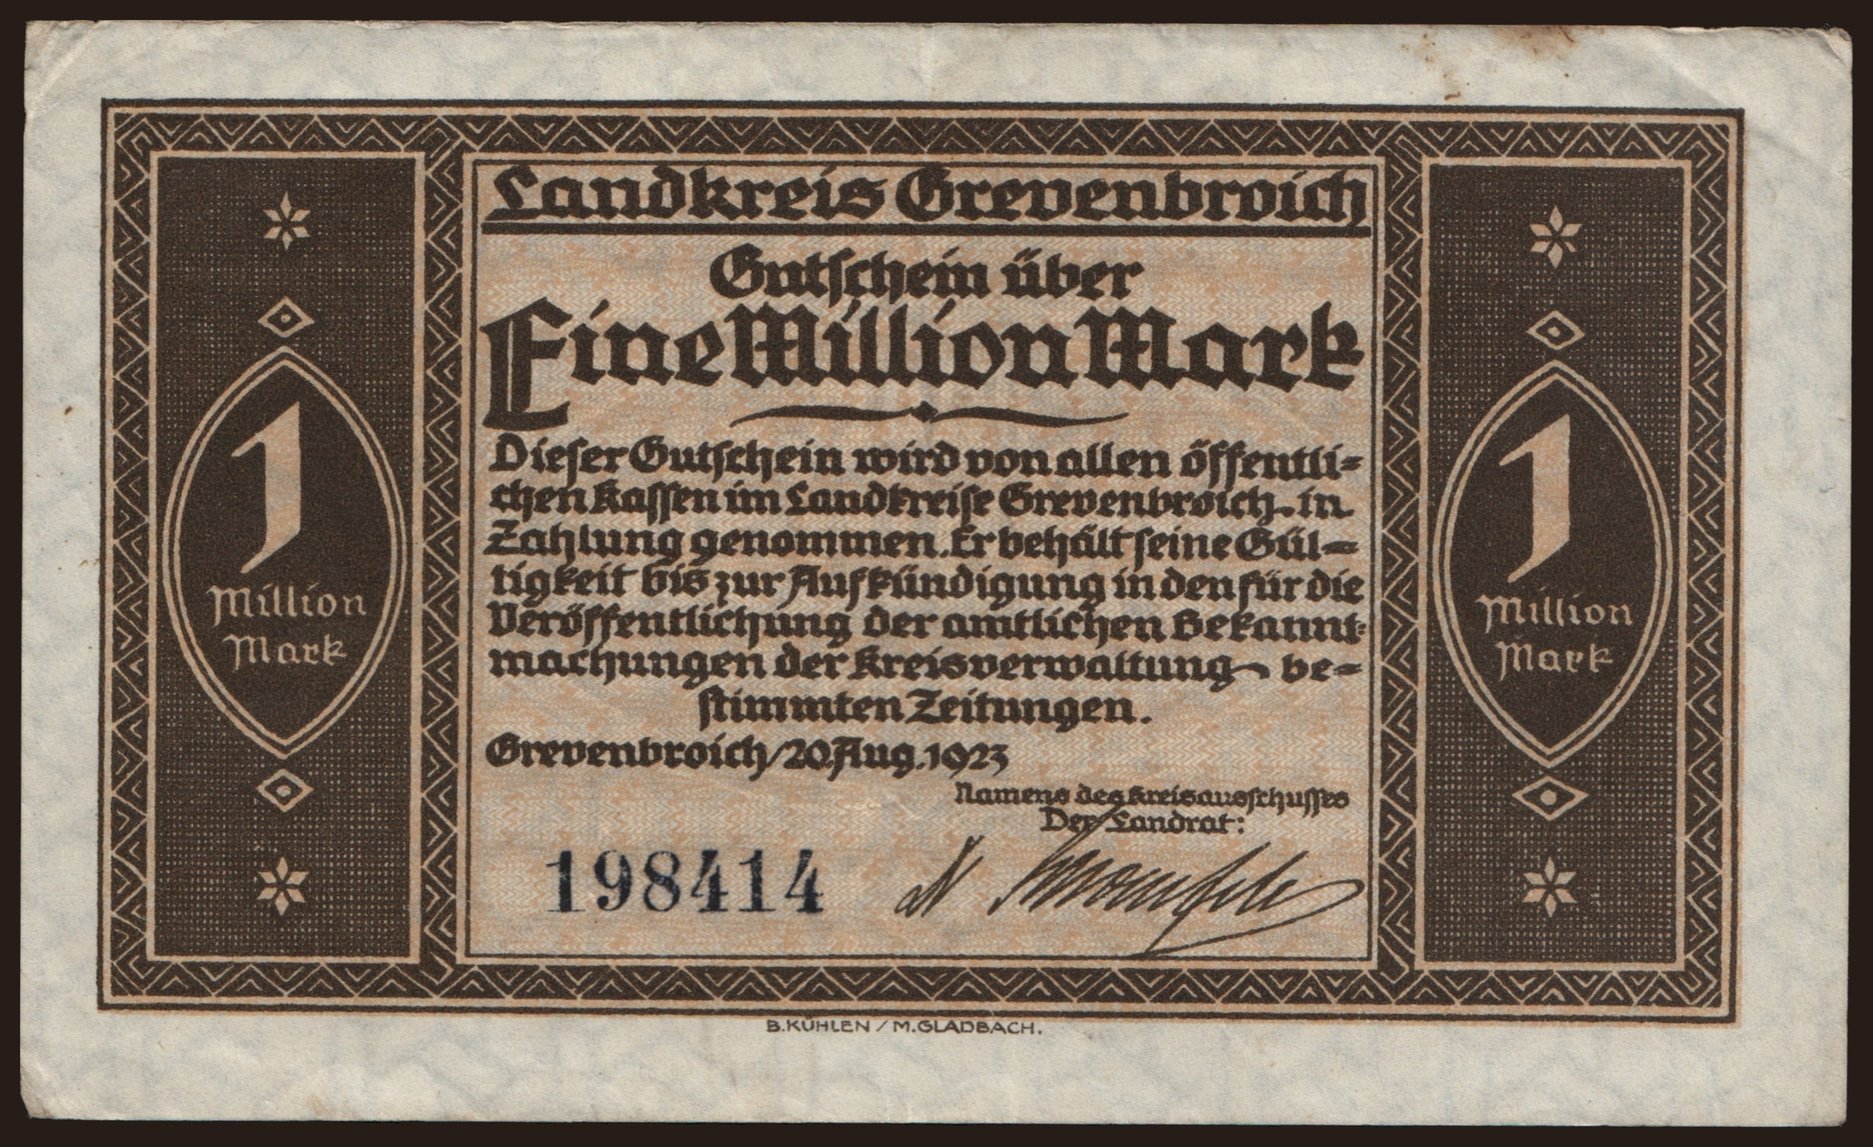 Landkreis Grevenbroich
Gutschein über
Eine Million Mark
Dieser Gutschein wird von allen öffentli=
chen Kassen im Landkreise Grevenbroich in
Zahlung genommen. Er behält seine Gül=
tigkeit bis zur Aufkündigung in den für die
Veröffentlichung der amtlichen Bekannt=
machungen der Kreisverwaltung be=
stimmten Zeitungen.
Grevenbroich/20.Aug.1923
Namens des Kreisausschusses
Der Landrat:
198414
1
Million
Mark
1
Million
Mark
B.KÜHLEN / M.GLADBACH.